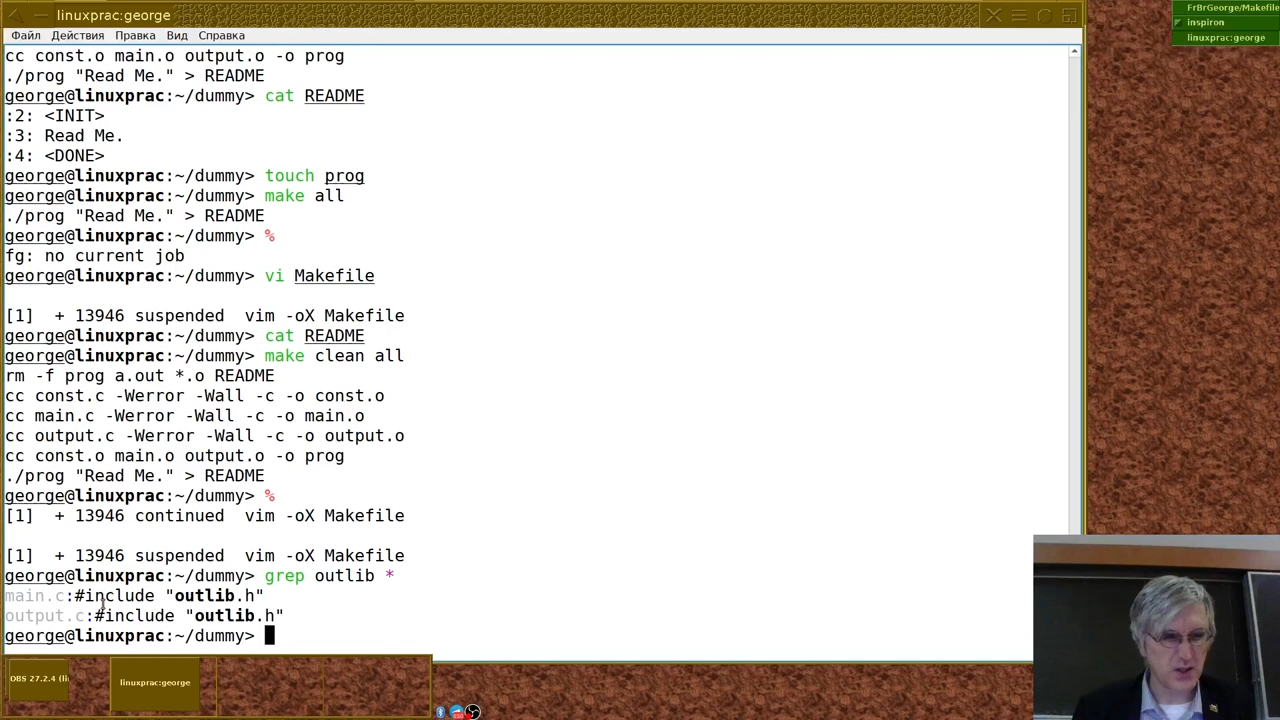 linuxprac:george
Файл Действия Правка Вид Справка
cc const.o main.o output.o -o prog
./prog "Read Me." > README
george@linuxprac:~/dummy> cat README
:2: <INIT>
:3: Read Me.
:4: <DONE>
george@linuxprac:~/dummy> touch prog
george@linuxprac:~/dummy> make all
./prog "Read Me." > README
george@linuxprac:~/dummy> %
fg: no current job
george@linuxprac:~/dummy> vi Makefile
[1]  + 13946 suspended  vim -oX Makefile
george@linuxprac:~/dummy> cat README
george@linuxprac:~/dummy> make clean all
rm -f prog a.out *.o README
cc const.c -Werror -Wall -c -o const.o
cc main.c -Werror -Wall -c -o main.o
cc output.c -Werror -Wall -c -o output.o
cc const.o main.o output.o -o prog
./prog "Read Me." > README
george@linuxprac:~/dummy> %
[1]  + 13946 continued  vim -oX Makefile
[1]  + 13946 suspended  vim -oX Makefile
george@linuxprac:~/dummy> grep outlib *
main.c:#include "outlib.h"
output.c:#include "outlib.h"
george@linuxprac:~/dummy>
FrBrGeorge/Makefile
inspiron
linuxprac:george
OBS 27.2.4 (li
linuxprac:george